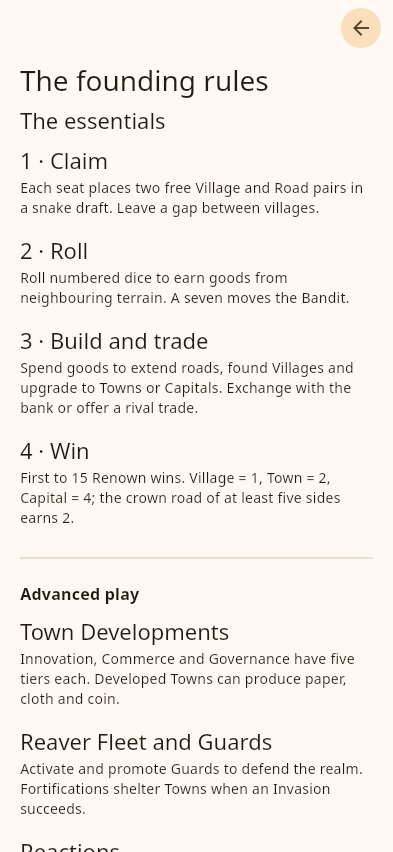 The founding rules
The essentials
1 · Claim
Each seat places two free Village and Road pairs in
a snake draft. Leave a gap between villages.
2 · Roll
Roll numbered dice to earn goods from
neighbouring terrain. A seven moves the Bandit.
3 · Build and trade
Spend goods to extend roads, found Villages and
upgrade to Towns or Capitals. Exchange with the
bank or offer a rival trade.
4 · Win
First to 15 Renown wins. Village = 1, Town = 2,
Capital = 4; the crown road of at least five sides
earns 2.
Advanced play
Town Developments
Innovation, Commerce and Governance have five
tiers each. Developed Towns can produce paper,
cloth and coin.
Reaver Fleet and Guards
Activate and promote Guards to defend the realm.
Fortifications shelter Towns when an Invasion
succeeds.
Reactions